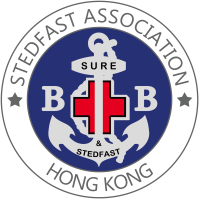 STEDFAST ASSOCIATION
SURE
B B
&
STEDFAST
HONG KONG